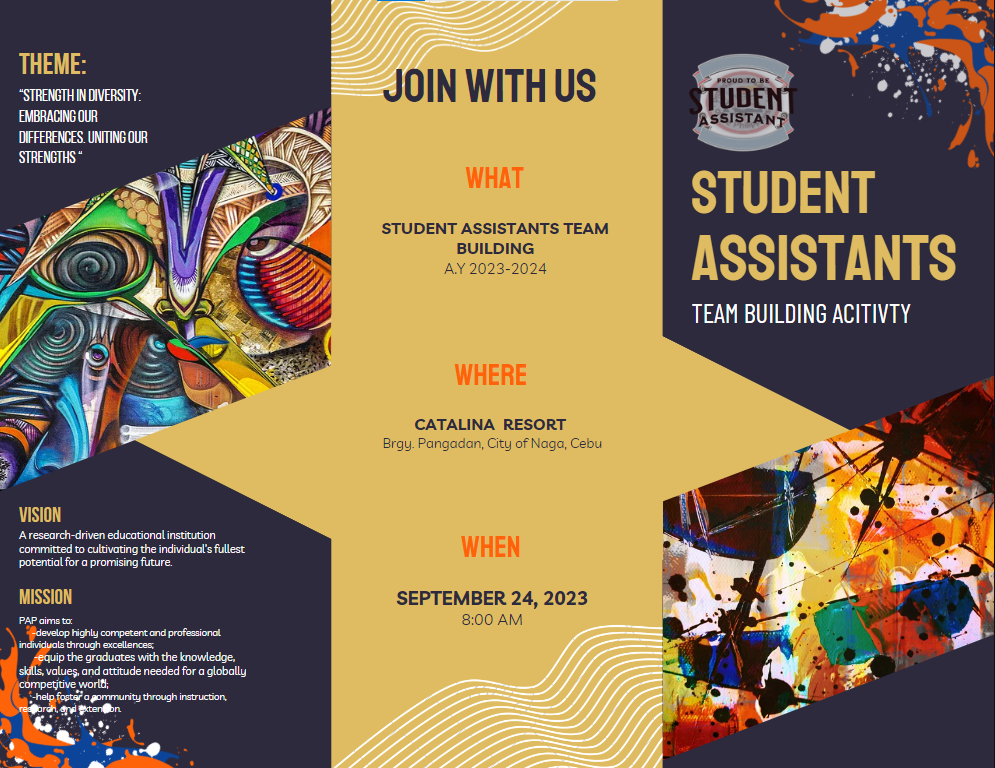 THEME:
“STRENGTH IN DIVERSITY:
EMBRACING OUR
DIFFERENCES. UNITING OUR
STRENGTHS “
VISION
A research-driven educational institution
committed to cultivating the individual's fullest
potential for a promising future.
MISSION
PAP aims to:
-develop highly competent and professional
individuals through excellences;
-equip the graduates with the knowledge,
skills, values, and attitude needed for a globally
competitive world;
-help foster a community through instruction,
research, and extention.
JOIN WITH US
WHAT
STUDENT ASSISTANTS TEAM
BUILDING
A.Y 2023-2024
WHERE
CATALINA RESORT
Brgy. Pangadan, City of Naga, Cebu
WHEN
SEPTEMBER 24, 2023
8:00 AM
PROUD TO BE
STUDENT
ASSISTANT
STUDENT
ASSISTANTS
TEAM BUILDING ACITIVTY